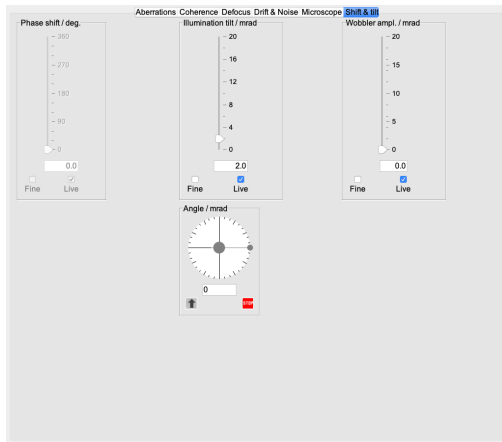 Aberrations Coherence Defocus Drift & Noise Microscope Shift & tilt
Phase shift / deg.
360
270
180
90
0
0.0
Fine Live
Illumination tilt / mrad
20
16
12
8
4
0
2.0
Fine Live
Wobbler ampl. / mrad
20
15
10
5
0
0.0
Fine Live
Angle / mrad
0
STOP